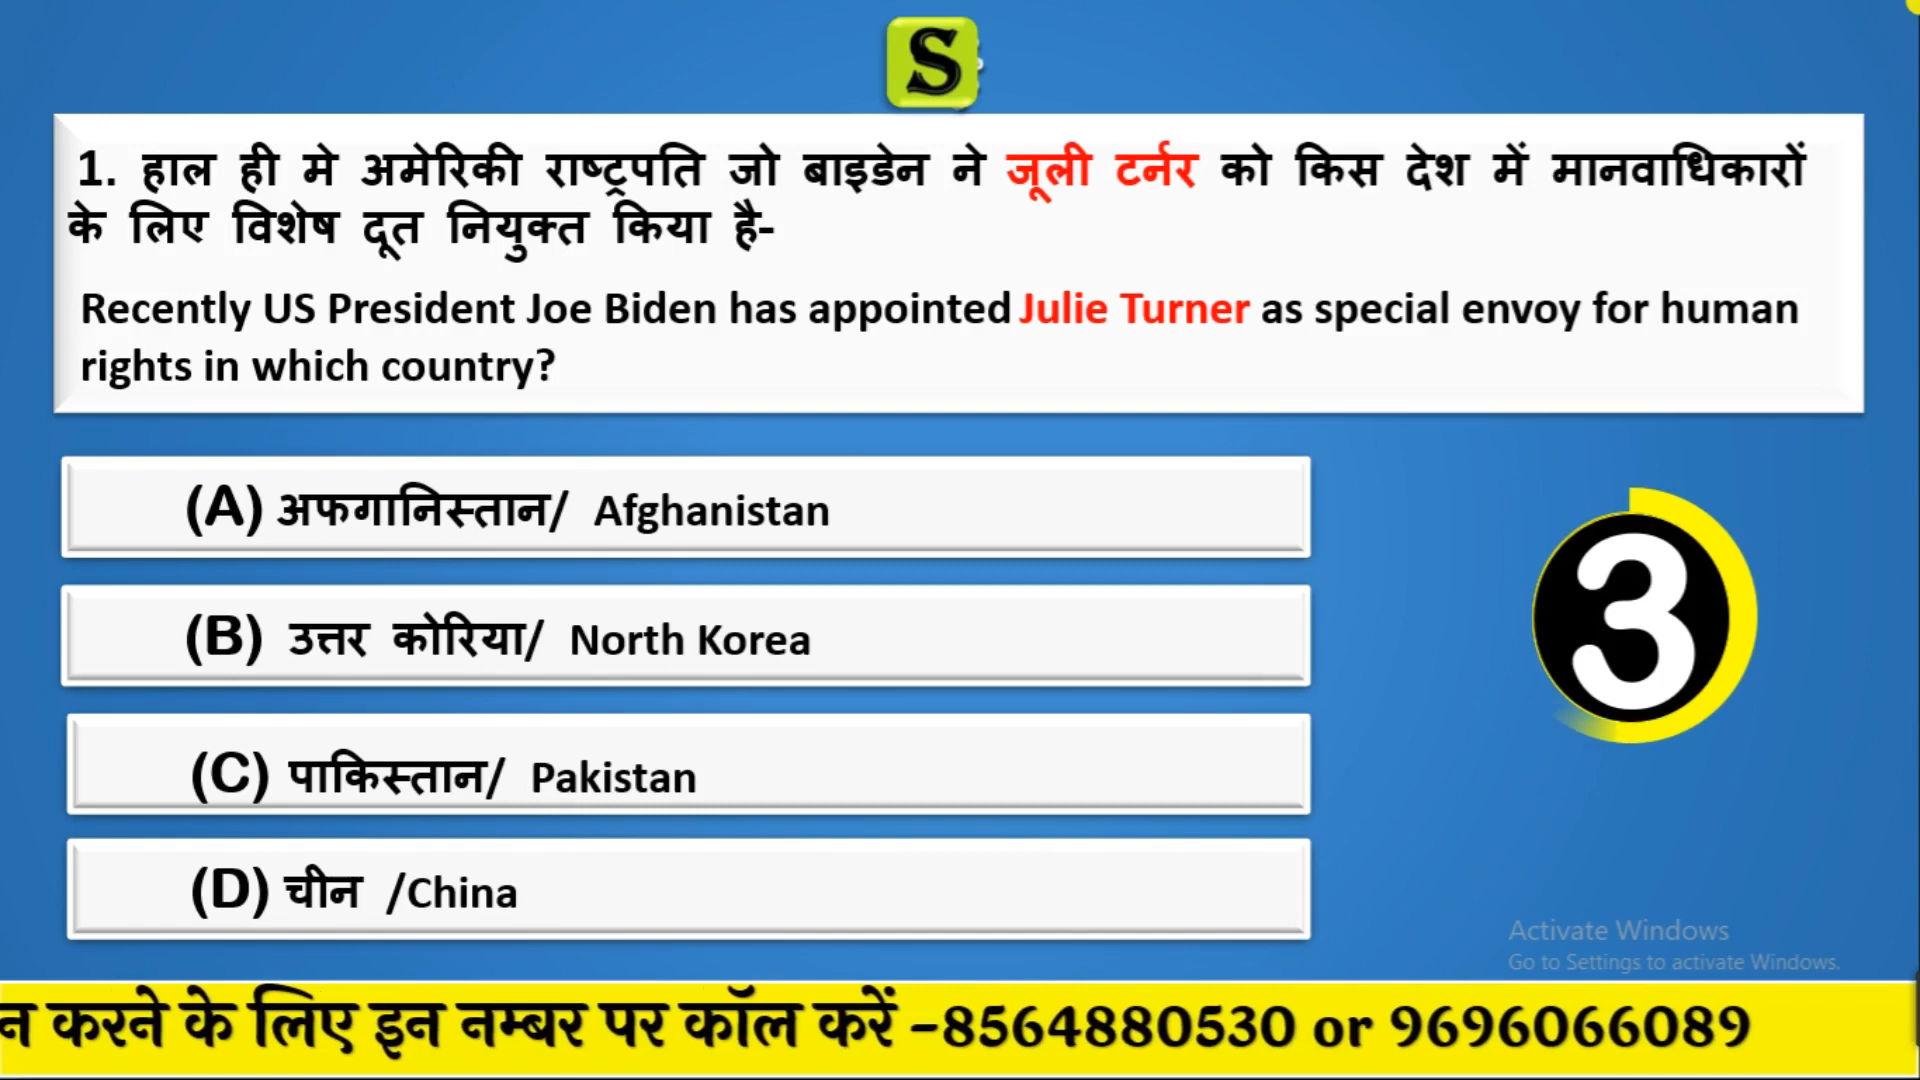 S
1. हाल ही मे अमेरिकी राष्ट्रपति जो बाइडेन ने जूली टर्नर को किस देश में मानवाधिकारों
के लिए विशेष दूत नियुक्त किया है-
Recently US President Joe Biden has appointed Julie Turner as special envoy for human
rights in which country?
(A) अफगानिस्तान/ Afghanistan
(B) उत्तर कोरिया/ North Korea
3
(C) पाकिस्तान/ Pakistan
(D) चीन /China
Activate Windows
Go to Settings to activate Windows.
न करने के लिए इन नम्बर पर कॉल करें –8564880530 or 9696066089